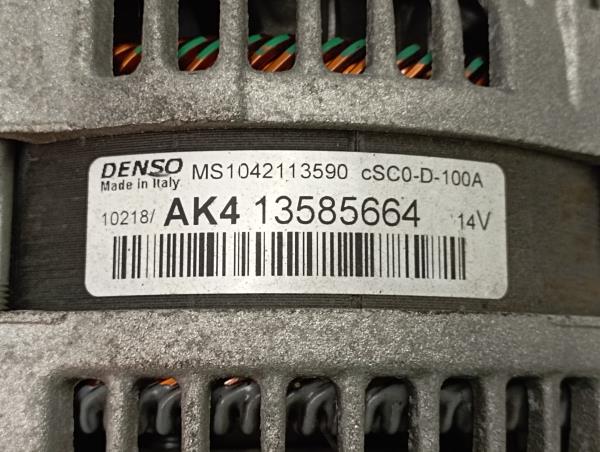 DENSO MS1042113590 cSC0-D-100A
Made in Italy
10218/ AK4 13585664 14V